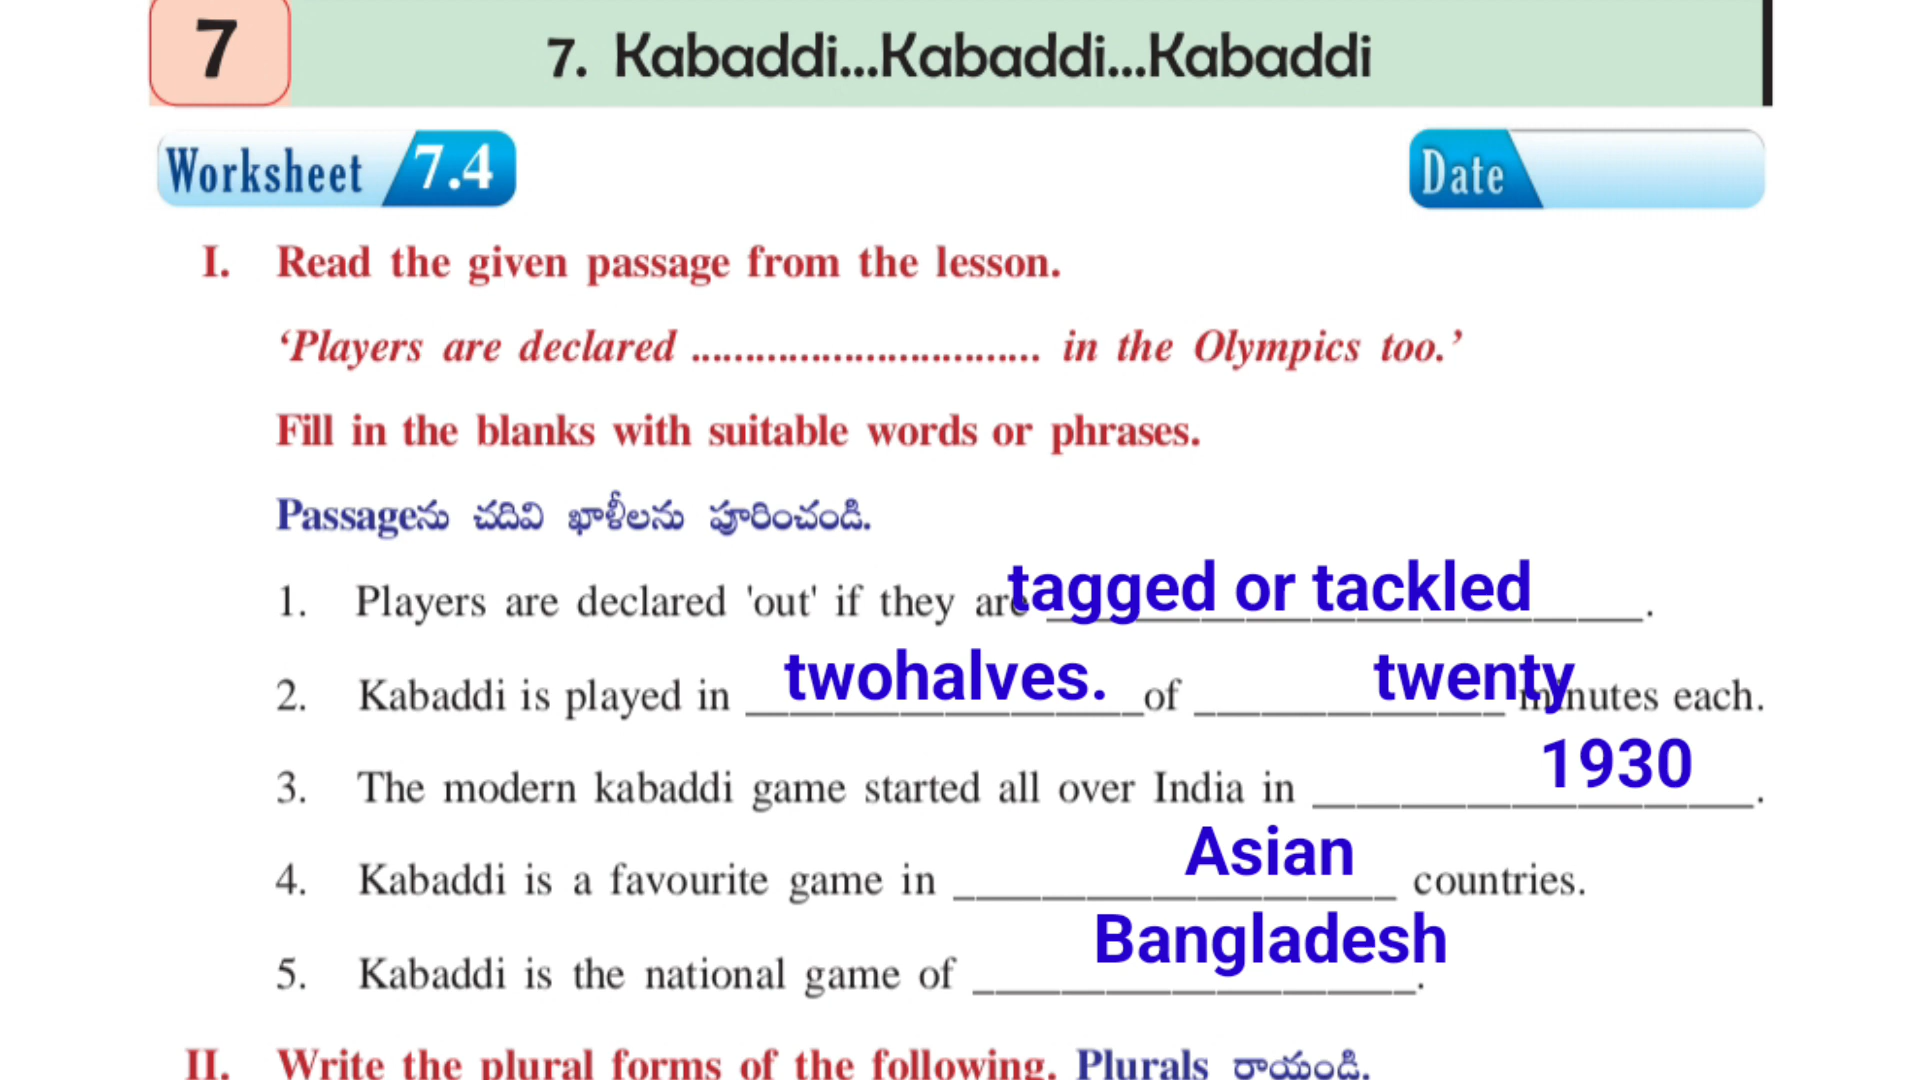 7
7. Kabaddi...Kabaddi...Kabaddi
Worksheet 7.4
Date
I. Read the given passage from the lesson.
‘Players are declared ................................ in the Olympics too.’
Fill in the blanks with suitable words or phrases.
Passageను చదివి ఖాళీలను పూరించండి.
1. Players are declared 'out' if they are tagged or tackled.
2. Kabaddi is played in twohalves. of twenty minutes each.
3. The modern kabaddi game started all over India in 1930.
4. Kabaddi is a favourite game in Asian countries.
5. Kabaddi is the national game of Bangladesh.
II. Write the plural forms of the following. Plurals రాయండి.